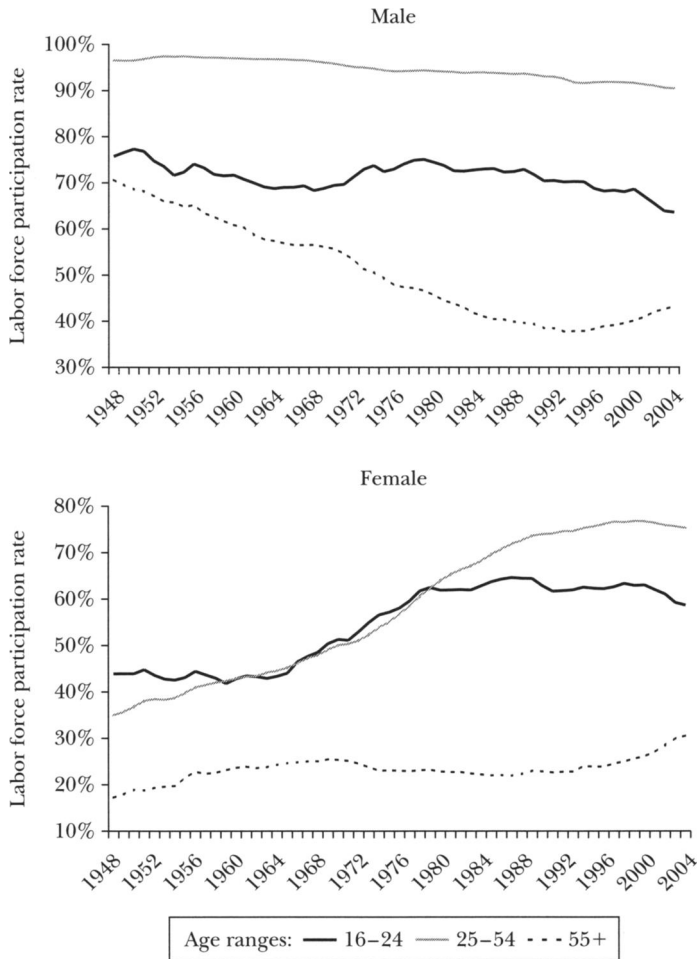 Male
Labor force participation rate
100%
90%
80%
70%
60%
50%
40%
30%
1948 1952 1956 1960 1964 1968 1972 1976 1980 1984 1988 1992 1996 2000 2004
Female
Labor force participation rate
80%
70%
60%
50%
40%
30%
20%
10%
1948 1952 1956 1960 1964 1968 1972 1976 1980 1984 1988 1992 1996 2000 2004
Age ranges: 16–24 25–54 55+